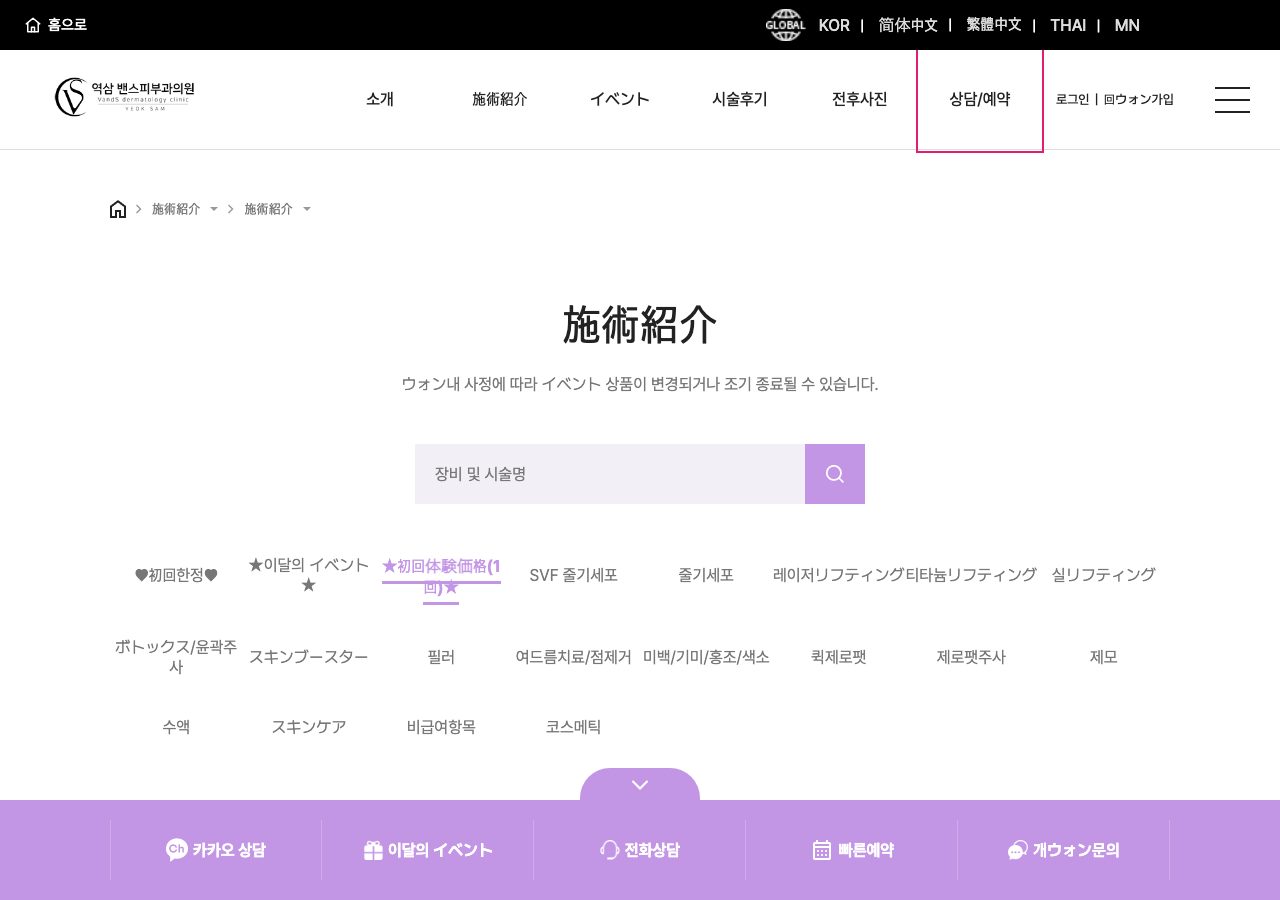 홈으로
GLOBAL KOR | 简体中文 | 繁體中文 | THAI | MN
역삼 밴스피부과의원
VandS dermatology clinic
YEOK SAM
소개 施術紹介 イベント 시술후기 전후사진 상담/예약 로그인 | 回ウォン가입
施術紹介 施術紹介
施術紹介
ウォン내 사정에 따라 イベント 상품이 변경되거나 조기 종료될 수 있습니다.
장비 및 시술명
♥初回한정♥
★이달의 イベント
★
★初回体験価格(1
回)★
SVF 줄기세포
줄기세포
레이저リフティング
티타늄リフティング
실リフティング
ボトックス/윤곽주
사
スキンブースター
필러
여드름치료/점제거
미백/기미/홍조/색소
퀵제로팻
제로팻주사
제모
수액
スキンケア
비급여항목
코스메틱
Ch 카카오 상담
이달의 イベント
전화상담
빠른예약
개ウォン문의